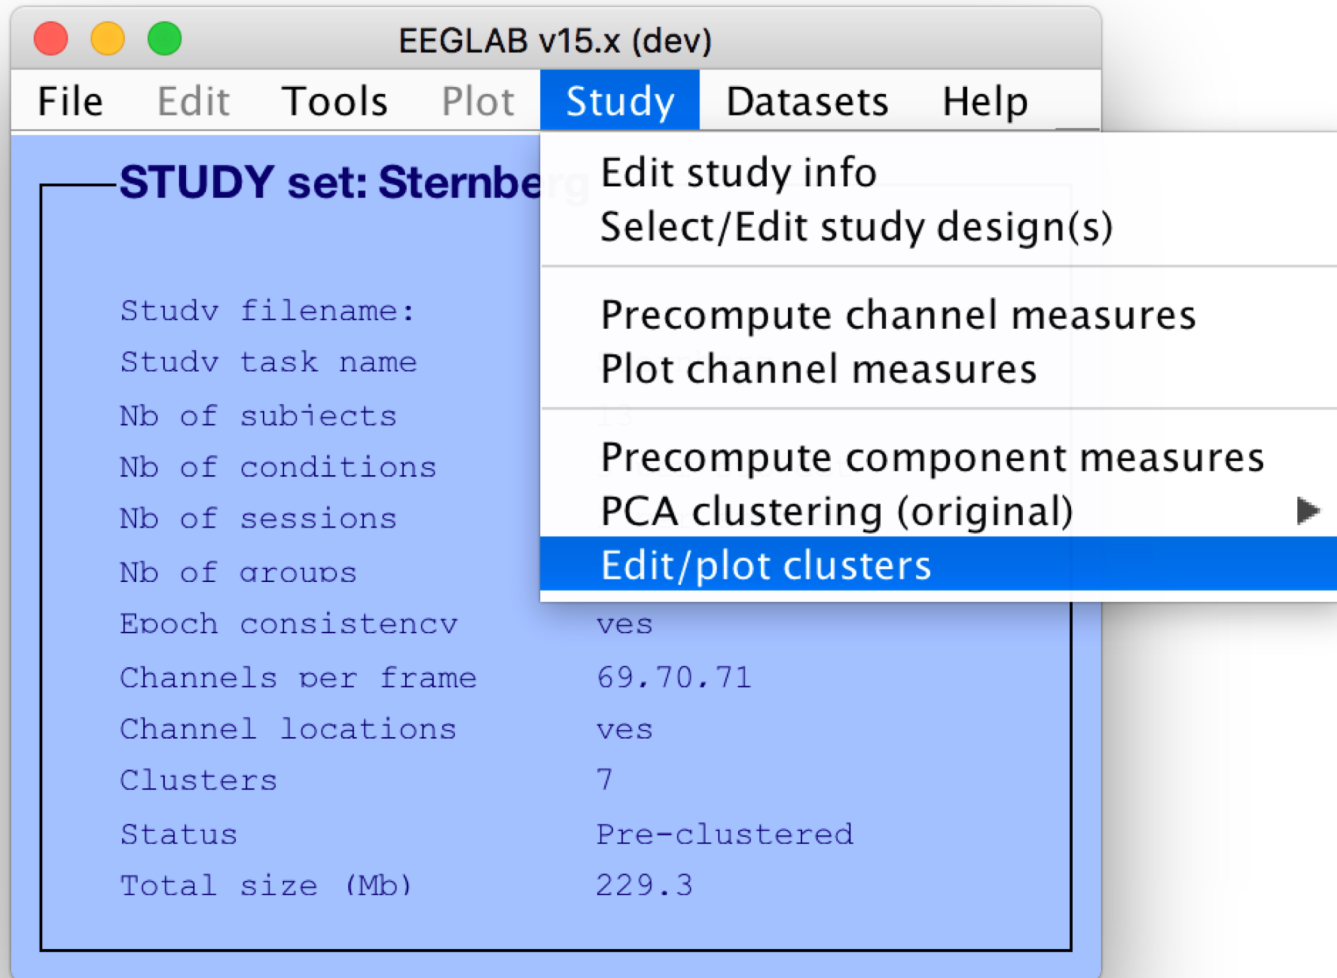 EEGLAB v15.x (dev)
File Edit Tools Plot Study Datasets Help
STUDY set: Sternberg
Edit study info
Select/Edit study design(s)
Precompute channel measures
Plot channel measures
Precompute component measures
PCA clustering (original)
Edit/plot clusters
Study filename:
Study task name
Nb of subjects 13
Nb of conditions
Nb of sessions
Nb of groups
Epoch consistency yes
Channels per frame 69,70,71
Channel locations yes
Clusters 7
Status Pre-clustered
Total size (Mb) 229.3